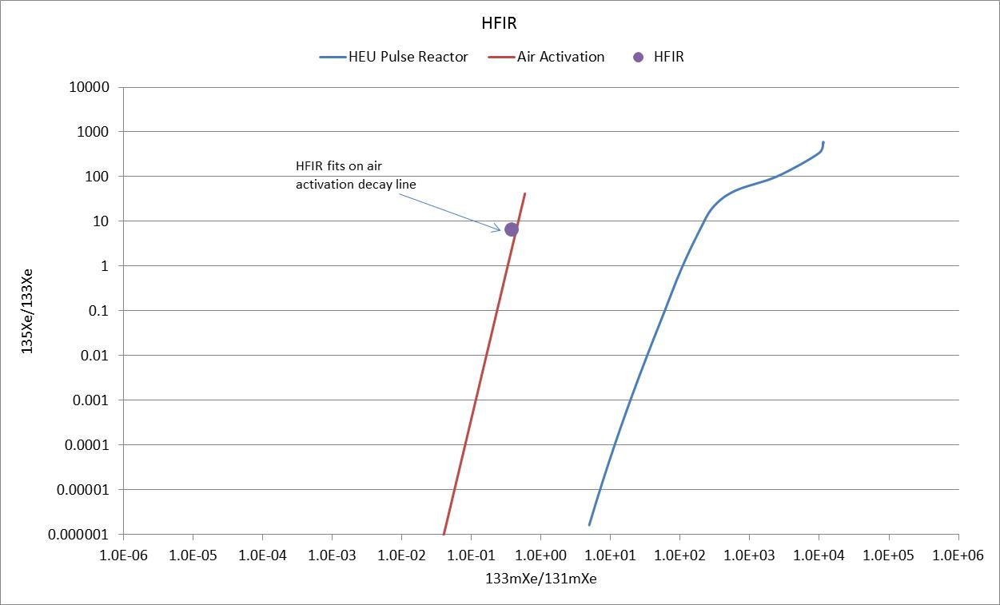 HFIR
HEU Pulse Reactor Air Activation HFIR
10000
1000
HFIR fits on air
activation decay line
100
10
1
0.1
0.01
0.001
0.0001
0.00001
0.000001
135Xe/133Xe
1.0E-06 1.0E-05 1.0E-04 1.0E-03 1.0E-02 1.0E-01 1.0E+00 1.0E+01 1.0E+02 1.0E+03 1.0E+04 1.0E+05 1.0E+06
133mXe/131mXe